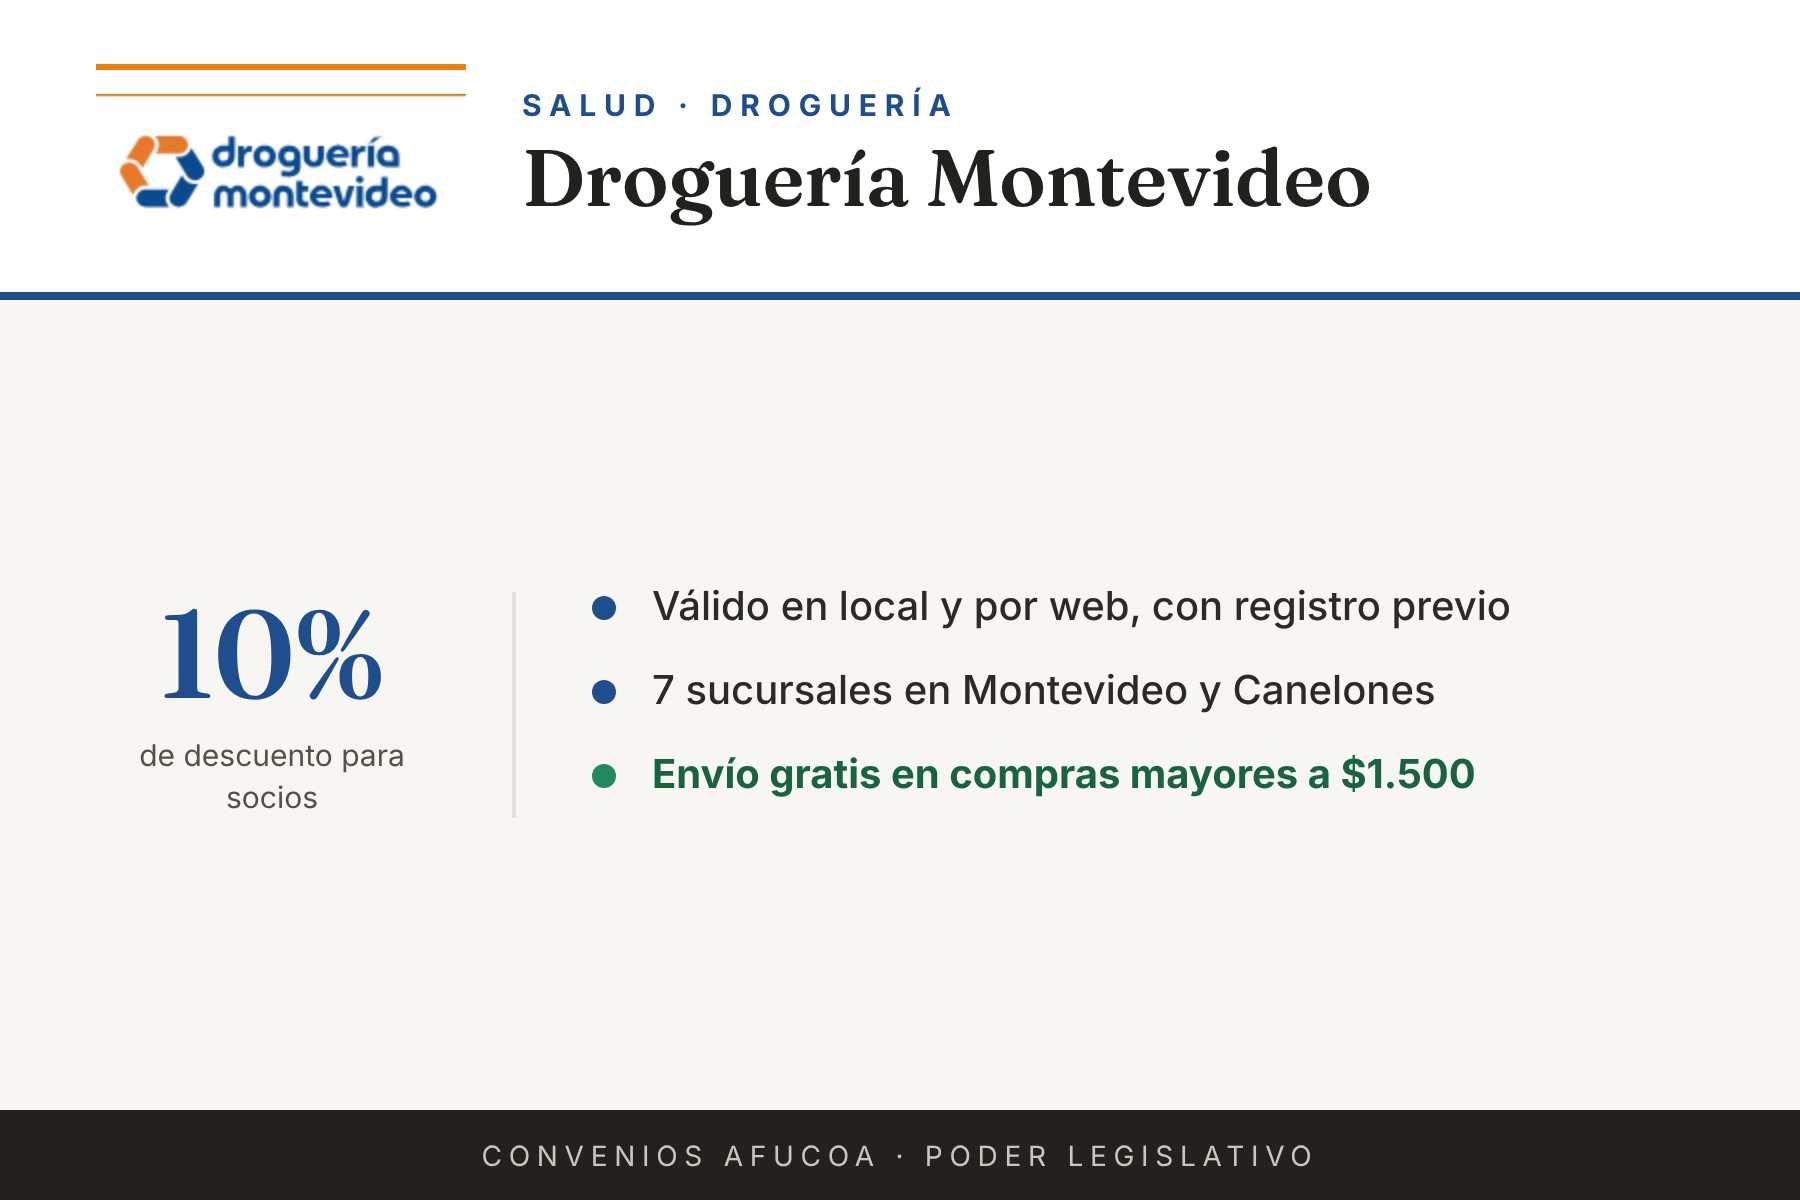 droguería
montevideo
SALUD · DROGUERÍA
Droguería Montevideo
10%
de descuento para
socios
Válido en local y por web, con registro previo
7 sucursales en Montevideo y Canelones
Envío gratis en compras mayores a $1.500
CONVENIOS AFUCOA · PODER LEGISLATIVO